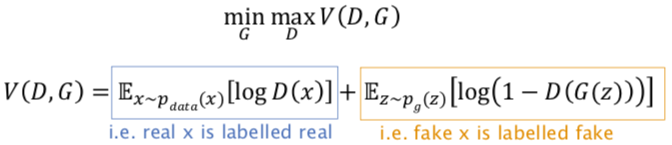 min max V(D, G)
G D
V(D, G) = 𝔼x~pdata(x)[log D(x)] + 𝔼z~pg(z)[log(1 − D(G(z)))]
i.e. real x is labelled real i.e. fake x is labelled fake